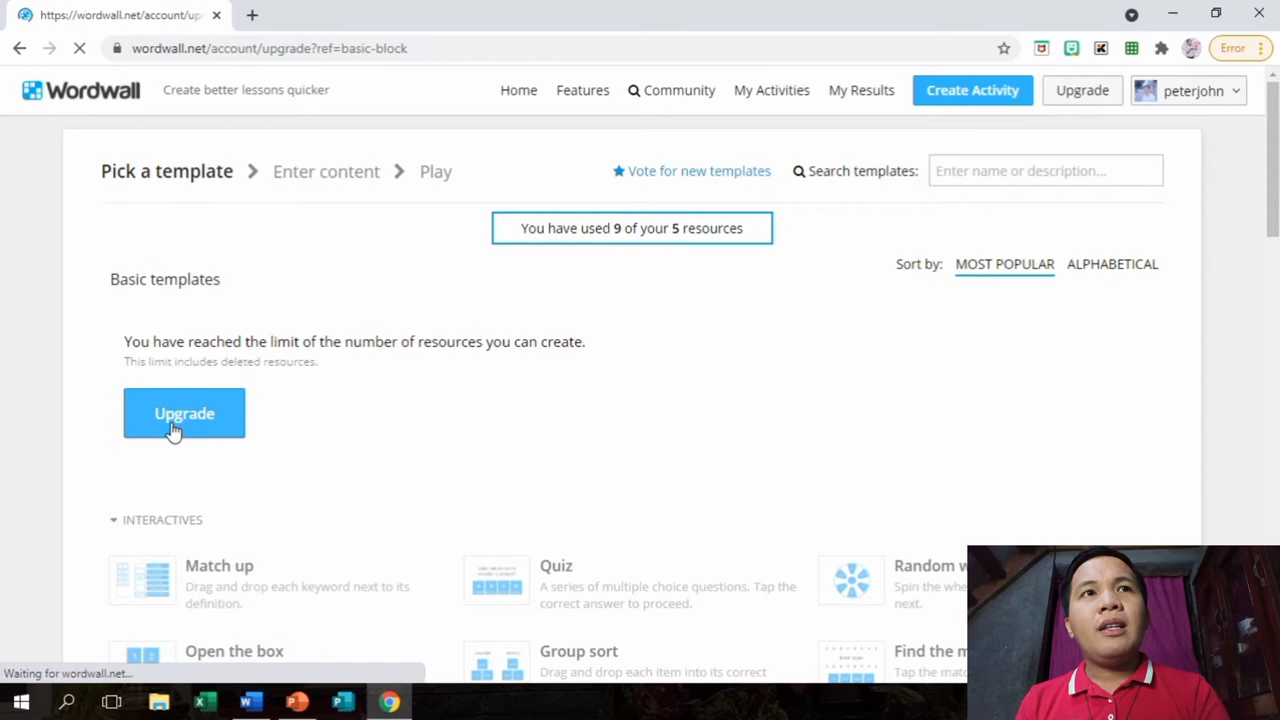 https://wordwall.net/account/up
wordwall.net/account/upgrade?ref=basic-block
Error
Wordwall
Create better lessons quicker
Home
Features
Community
My Activities
My Results
Create Activity
Upgrade
peterjohn
Pick a template
Enter content
Play
Vote for new templates
Search templates:
Enter name or description...
You have used 9 of your 5 resources
Basic templates
Sort by:
MOST POPULAR
ALPHABETICAL
You have reached the limit of the number of resources you can create.
This limit includes deleted resources.
Upgrade
INTERACTIVES
Match up
Drag and drop each keyword next to its
definition.
Quiz
A series of multiple choice questions. Tap the
correct answer to proceed.
Random w
Spin the whe
next.
Open the box
Group sort
Drag and drop each item into its correct
Find the m
Tap the matc
Waiting for wordwall.net...